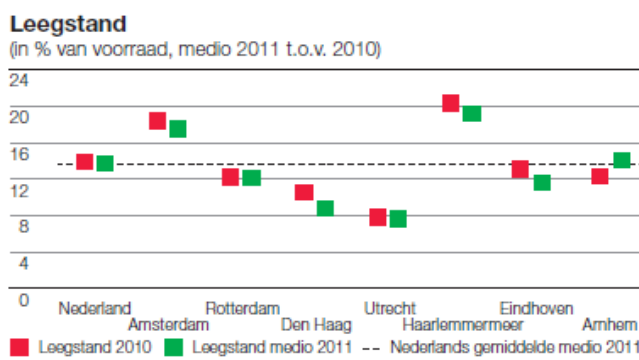 Leegstand
(in % van voorraad, medio 2011 t.o.v. 2010)
24
20
16
12
8
4
0
Nederland Rotterdam Utrecht Eindhoven
Amsterdam Den Haag Haarlemmermeer Arnhem
Leegstand 2010 Leegstand medio 2011 -- Nederlands gemiddelde medio 2011